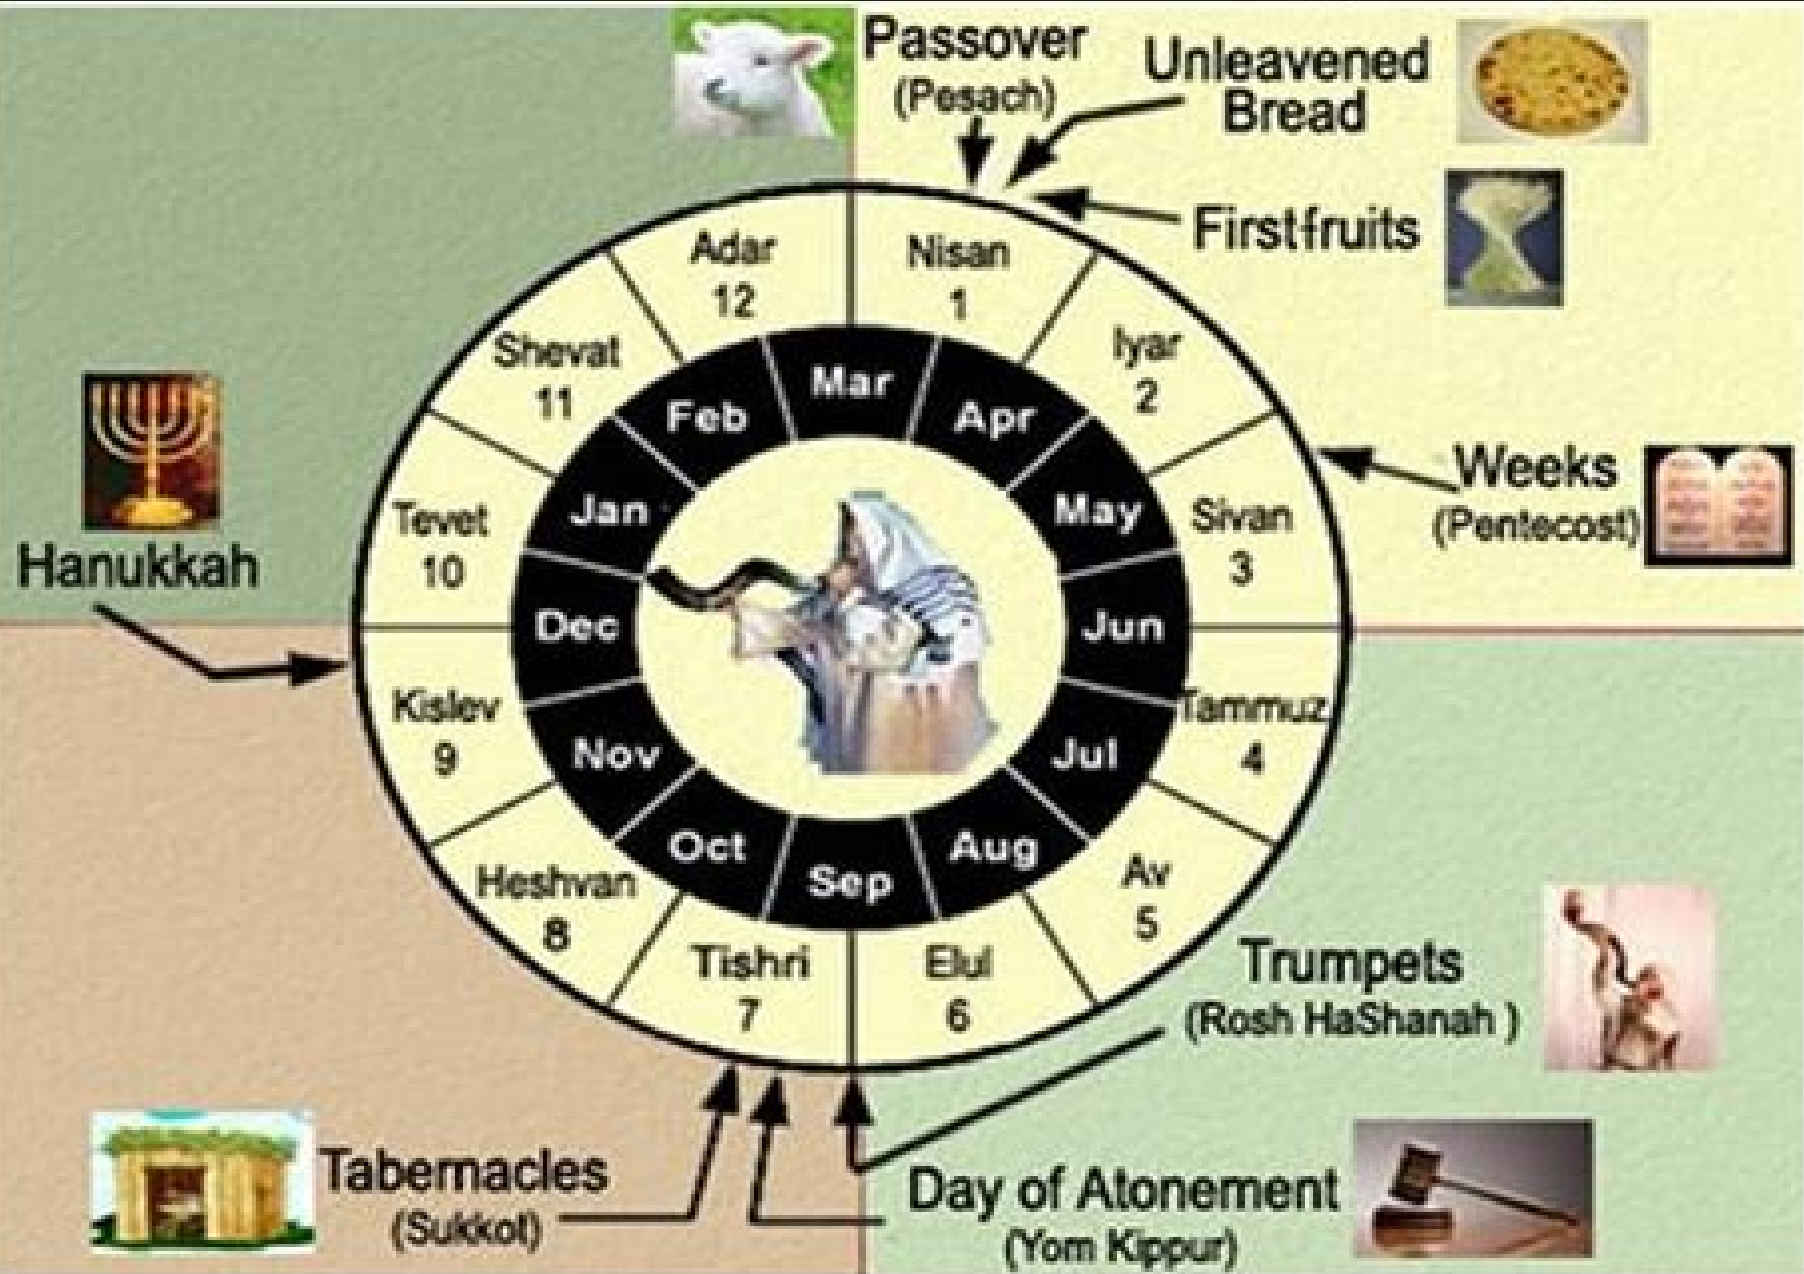 Passover
(Pesach)
Unleavened
Bread
Firstfruits
Adar
12
Nisan
1
Shevat
11
Iyar
2
Mar
Feb
Apr
Weeks
(Pentecost)
Tevet
10
Jan
May
Sivan
3
Hanukkah
Dec
Jun
Kislev
9
Nov
Jul
Tammuz
4
Oct
Aug
Sep
Heshvan
8
Av
5
Tishri
7
Elul
6
Trumpets
(Rosh HaShanah )
Tabernacles
(Sukkot)
Day of Atonement
(Yom Kippur)